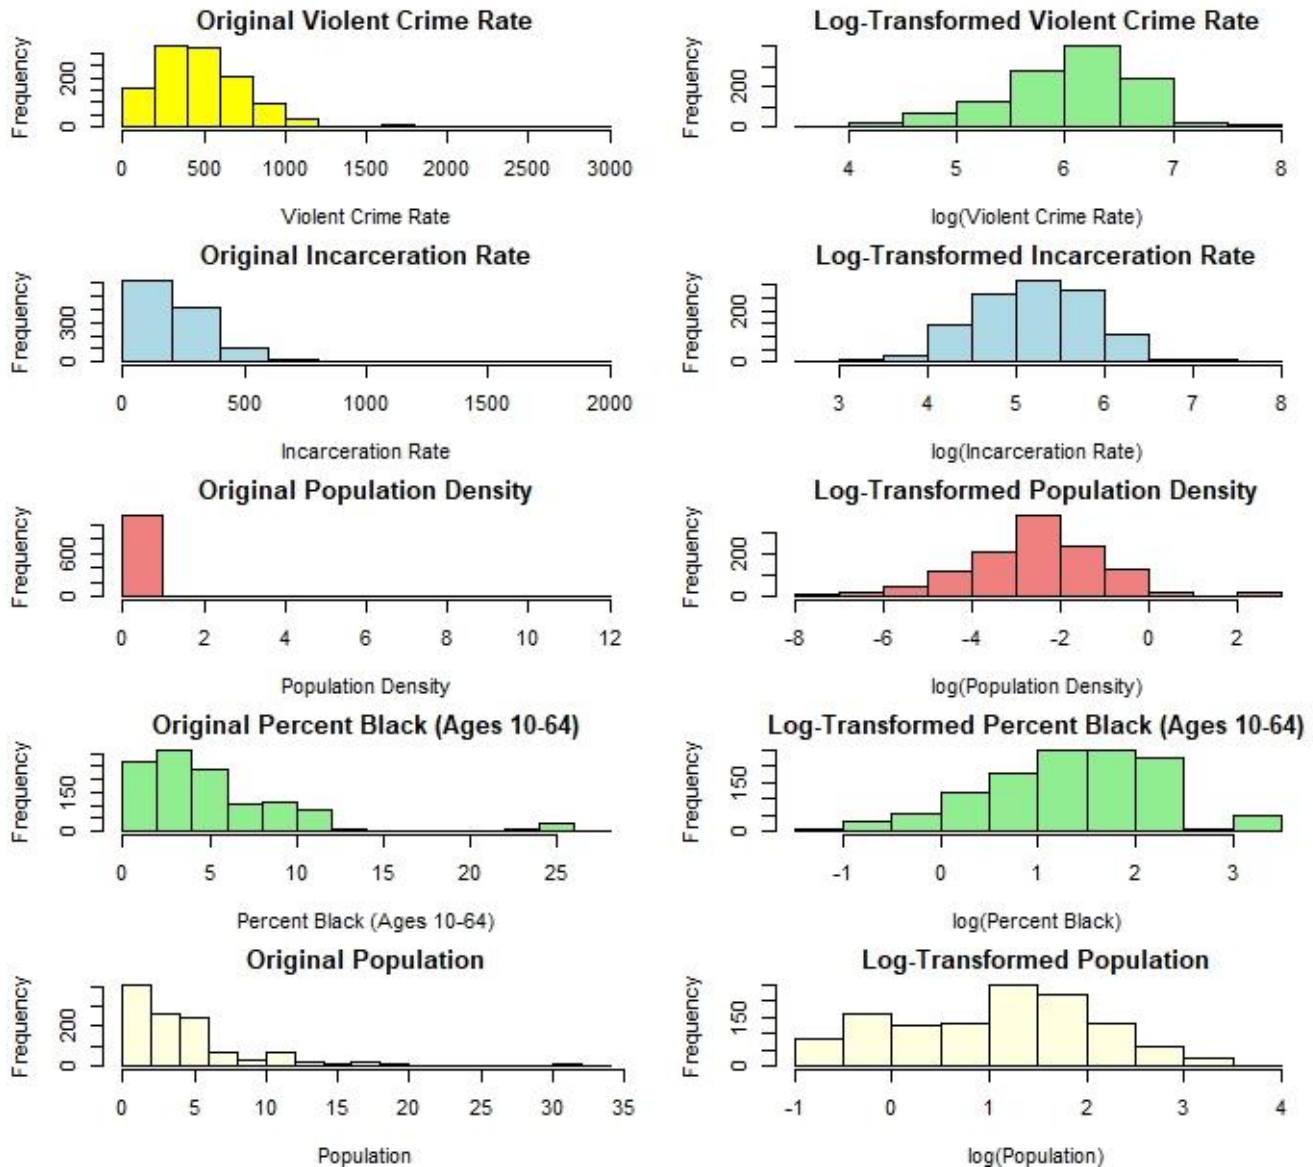 Original Violent Crime Rate
Frequency
0 200
0 500 1000 1500 2000 2500 3000
Violent Crime Rate
Log-Transformed Violent Crime Rate
Frequency
0 200
4 5 6 7 8
log(Violent Crime Rate)
Original Incarceration Rate
Frequency
0 300
0 500 1000 1500 2000
Incarceration Rate
Log-Transformed Incarceration Rate
Frequency
0 200
3 4 5 6 7 8
log(Incarceration Rate)
Original Population Density
Frequency
0 600
0 2 4 6 8 10 12
Population Density
Log-Transformed Population Density
Frequency
0 200
-8 -6 -4 -2 0 2
log(Population Density)
Original Percent Black (Ages 10-64)
Frequency
0 150
0 5 10 15 20 25
Percent Black (Ages 10-64)
Log-Transformed Percent Black (Ages 10-64)
Frequency
0 150
-1 0 1 2 3
log(Percent Black)
Original Population
Frequency
0 200
0 5 10 15 20 25 30 35
Population
Log-Transformed Population
Frequency
0 150
-1 0 1 2 3 4
log(Population)